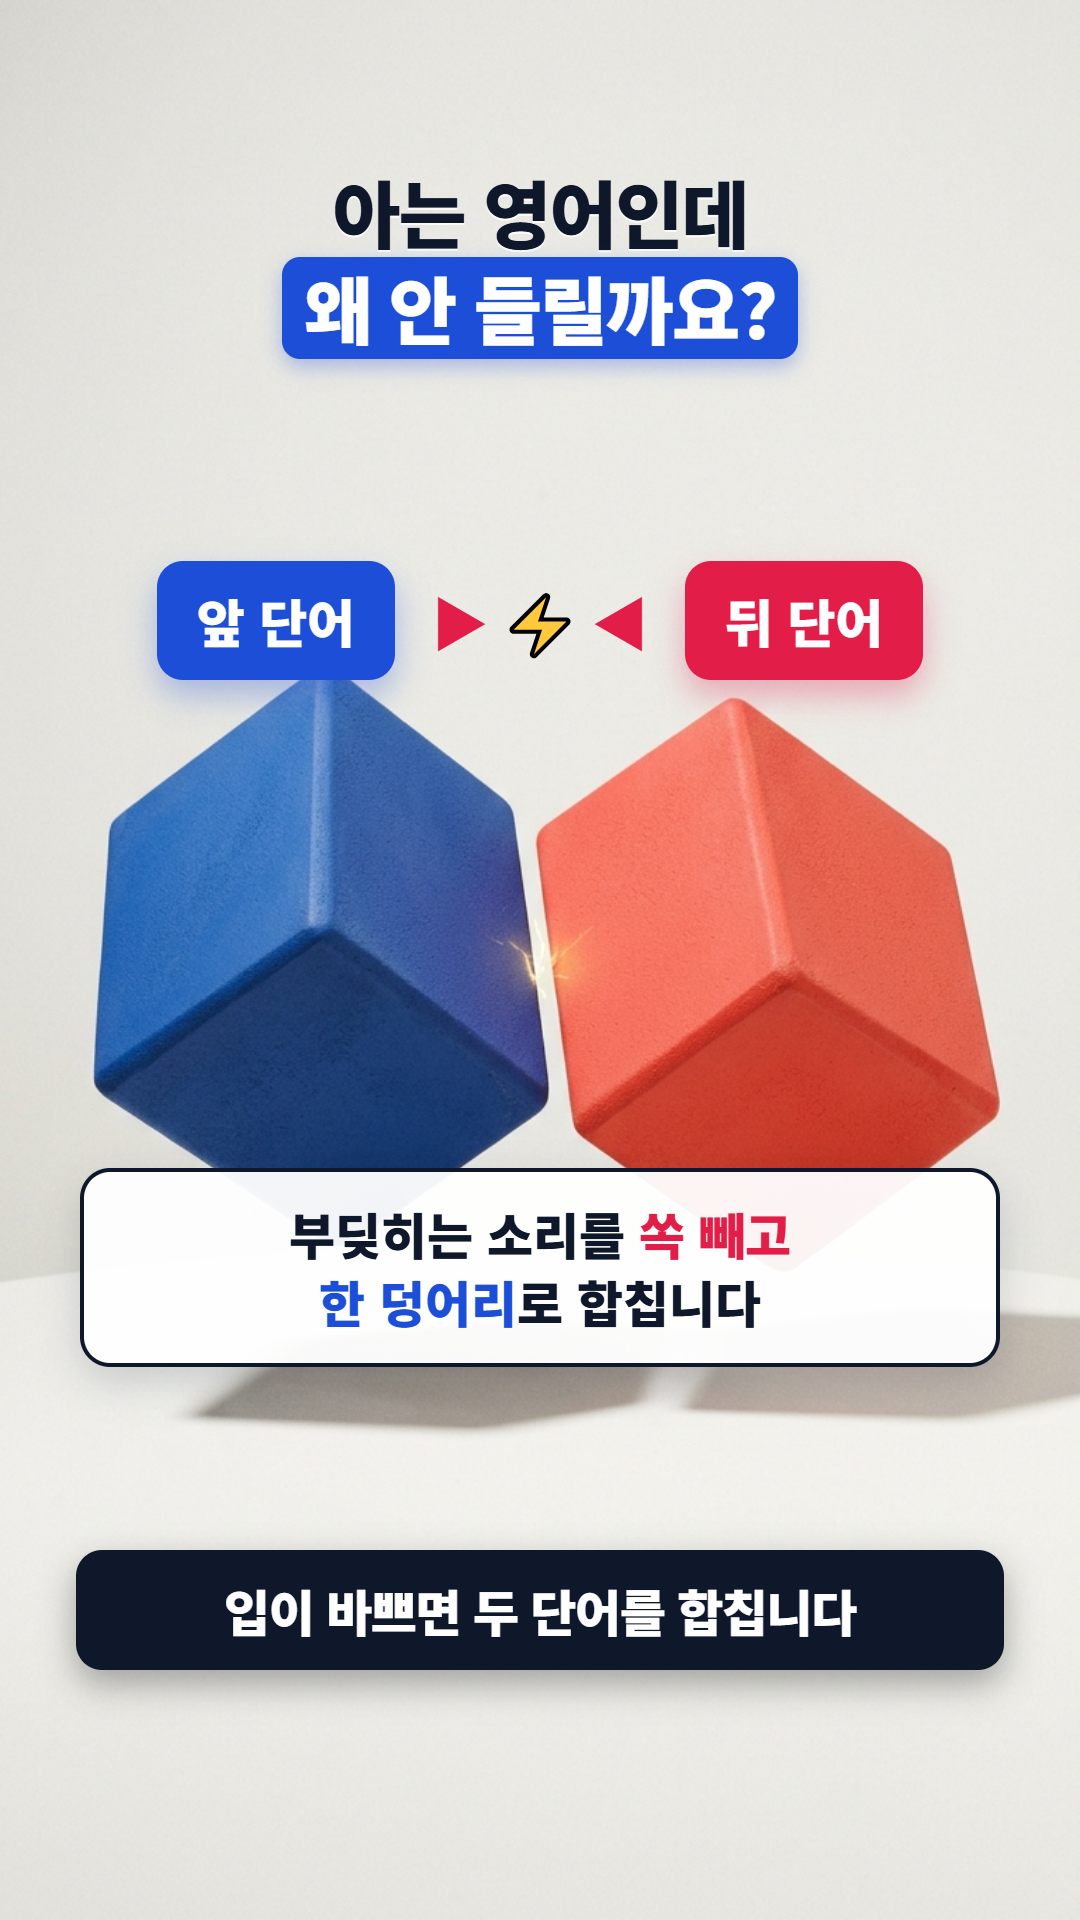 아는 영어인데
왜 안 들릴까요?
앞 단어 ▶⚡◀ 뒤 단어
부딪히는 소리를 쏙 빼고
한 덩어리로 합칩니다
입이 바쁘면 두 단어를 합칩니다